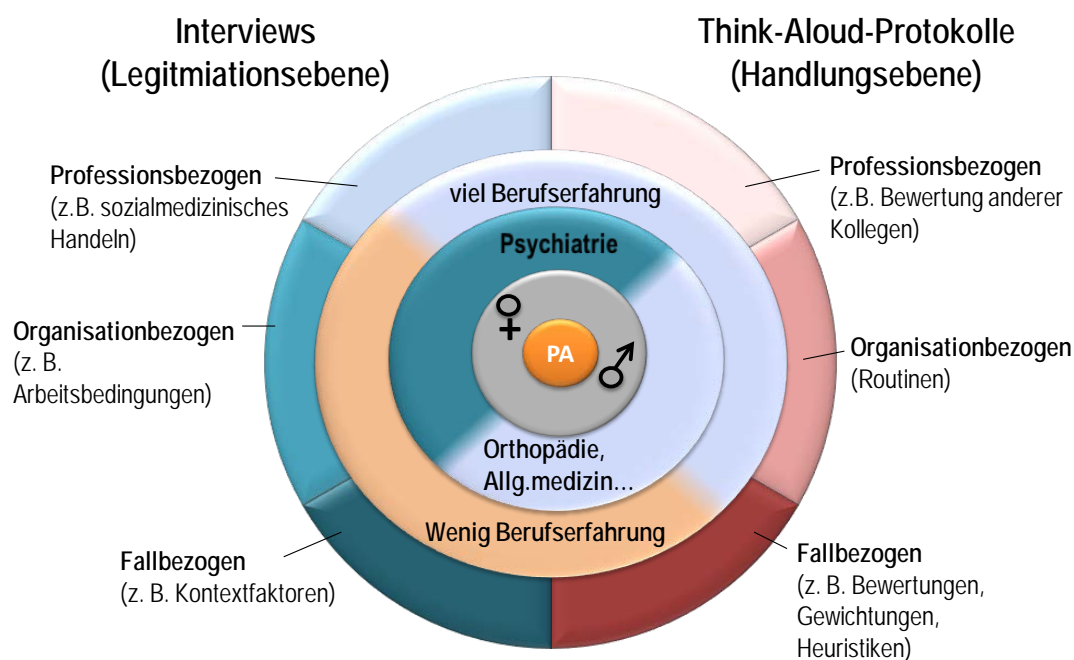 Interviews
(Legitmiationsebene)
Think-Aloud-Protokolle
(Handlungsebene)
Professionsbezogen
(z.B. sozialmedizinisches
Handeln)
Organisationbezogen
(z. B.
Arbeitsbedingungen)
Fallbezogen
(z. B. Kontextfaktoren)
viel Berufserfahrung
Psychiatrie
PA
Orthopädie,
Allg.medizin...
Wenig Berufserfahrung
Professionsbezogen
(z.B. Bewertung anderer
Kollegen)
Organisationbezogen
(Routinen)
Fallbezogen
(z. B. Bewertungen,
Gewichtungen,
Heuristiken)